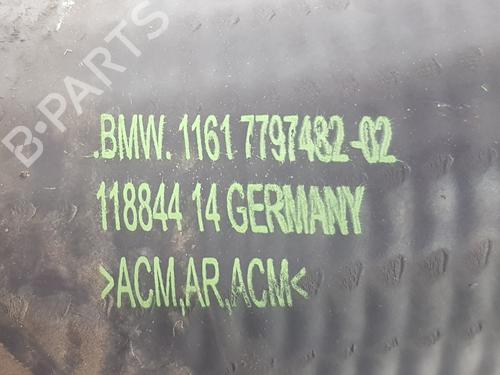 B-PARTS
.BMW. 1161 7797482-02
118844 14 GERMANY
>ACM,AR,ACM<